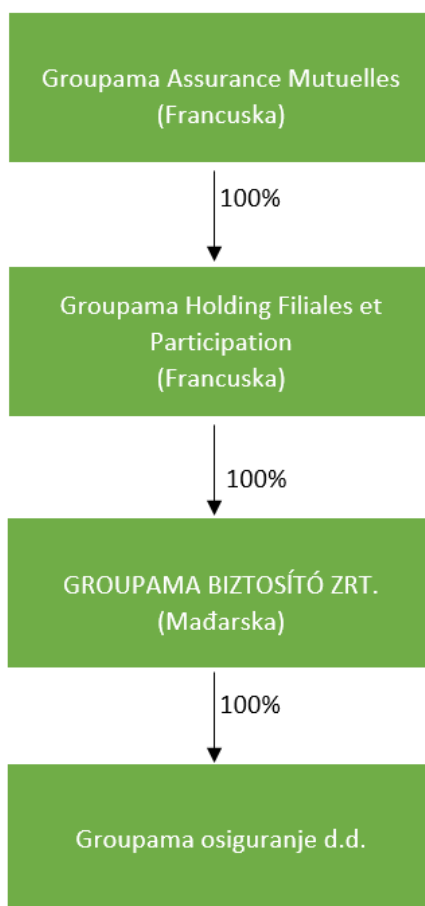 Groupama Assurance Mutuelles
(Francuska)
100%
Groupama Holding Filiales et
Participation
(Francuska)
100%
GROUPAMA BIZTOSÍTÓ ZRT.
(Mađarska)
100%
Groupama osiguranje d.d.